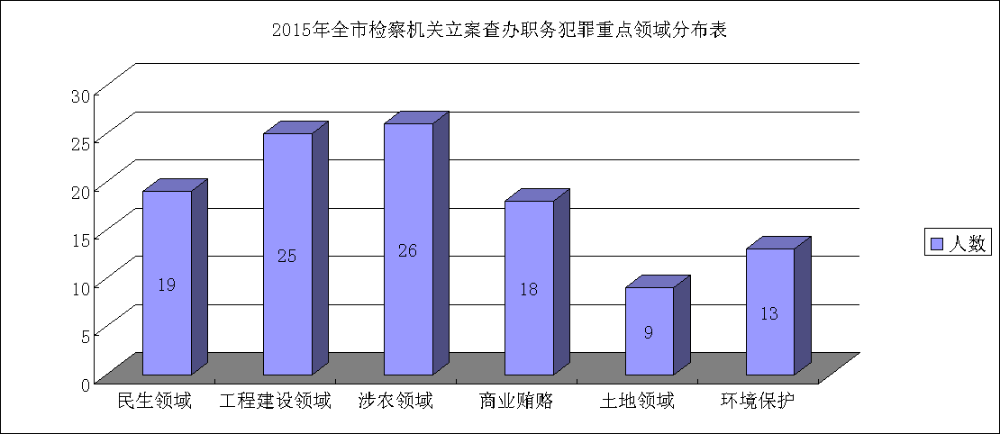 2015年全市检察机关立案查办职务犯罪重点领域分布表
30
25
20
15
10
5
0
19
25
26
18
9
13
民生领域
工程建设领域
涉农领域
商业贿赂
土地领域
环境保护
人数